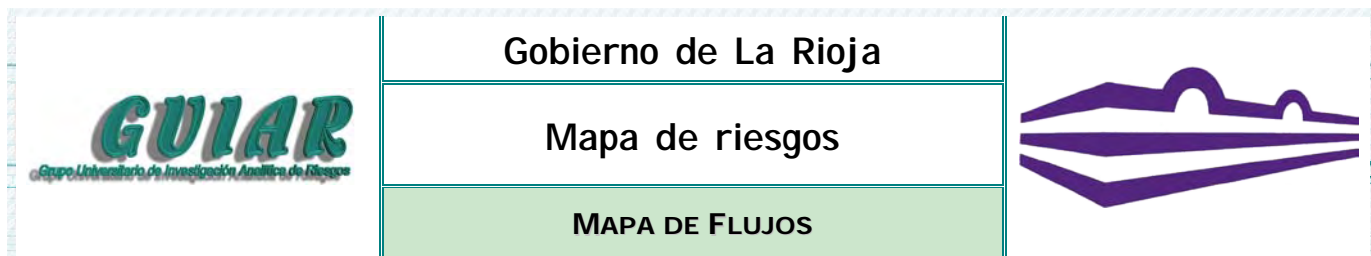 GUIAR
Grupo Universitario de Investigación Analítica de Riesgos
Gobierno de La Rioja
Mapa de riesgos
MAPA DE FLUJOS